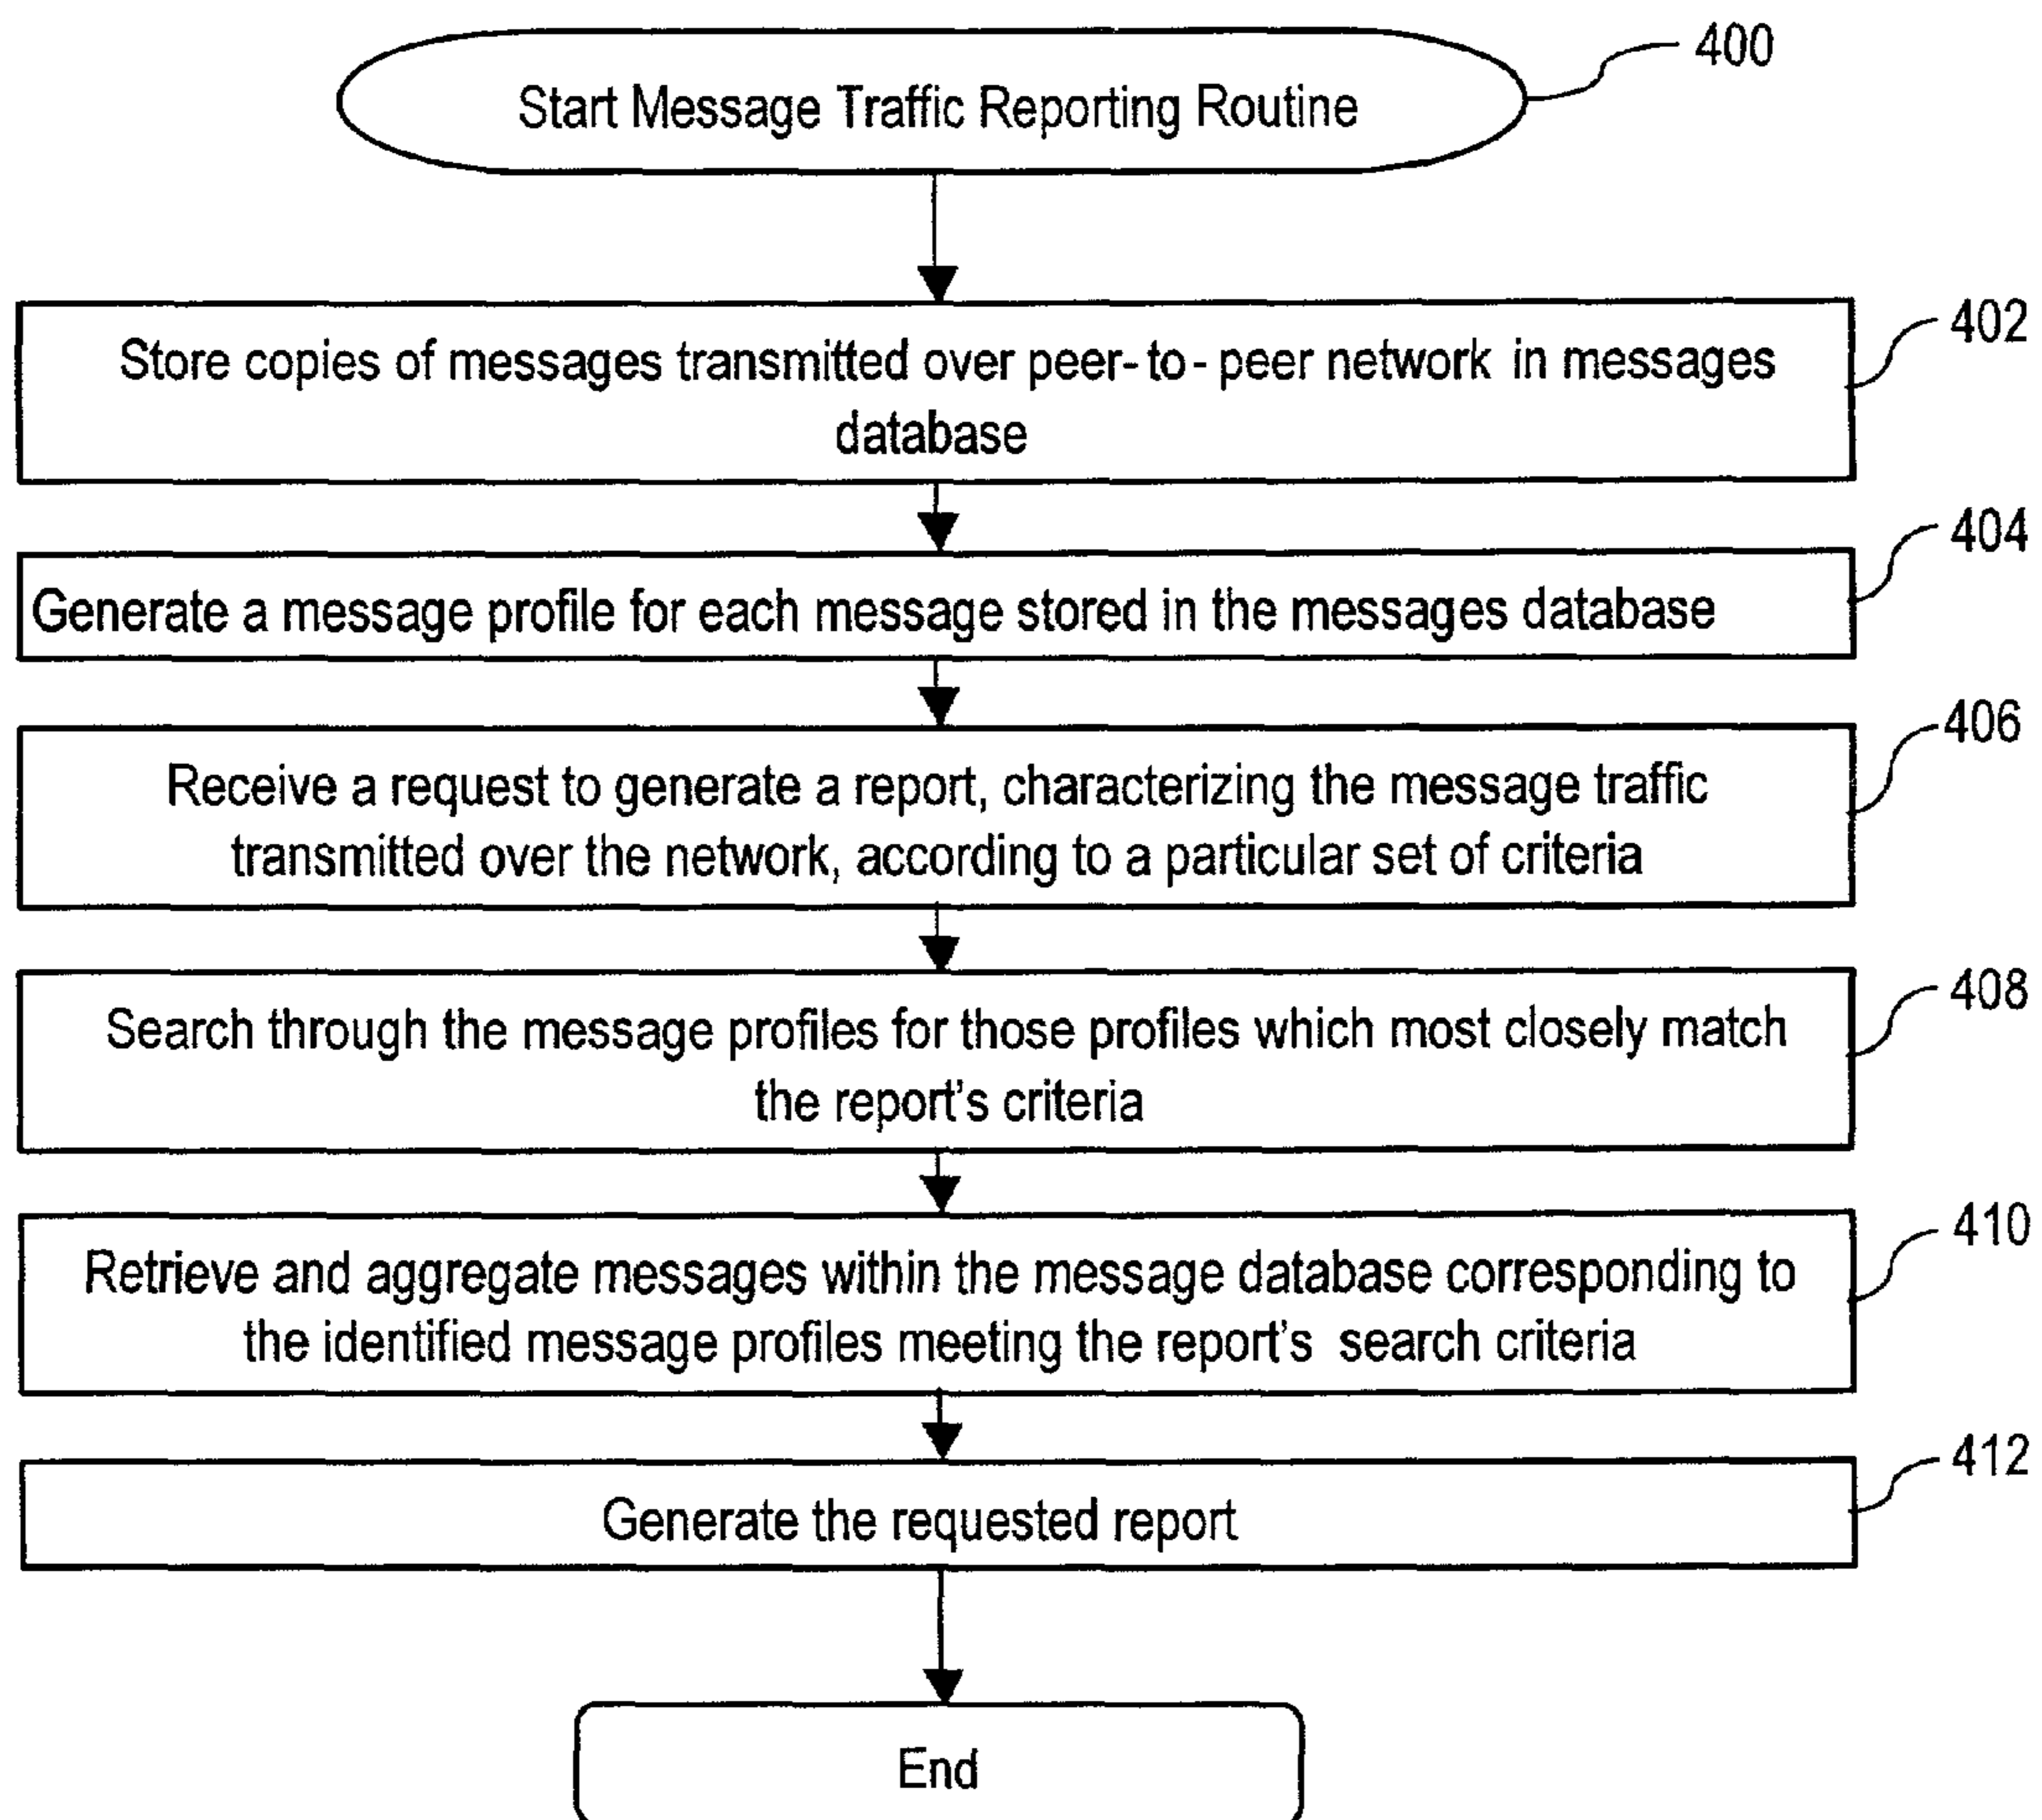 400
Start Message Traffic Reporting Routine
402
Store copies of messages transmitted over peer-to-peer network in messages
database
404
Generate a message profile for each message stored in the messages database
406
Receive a request to generate a report, characterizing the message traffic
transmitted over the network, according to a particular set of criteria
408
Search through the message profiles for those profiles which most closely match
the report's criteria
410
Retrieve and aggregate messages within the message database corresponding to
the identified message profiles meeting the report's search criteria
412
Generate the requested report
End